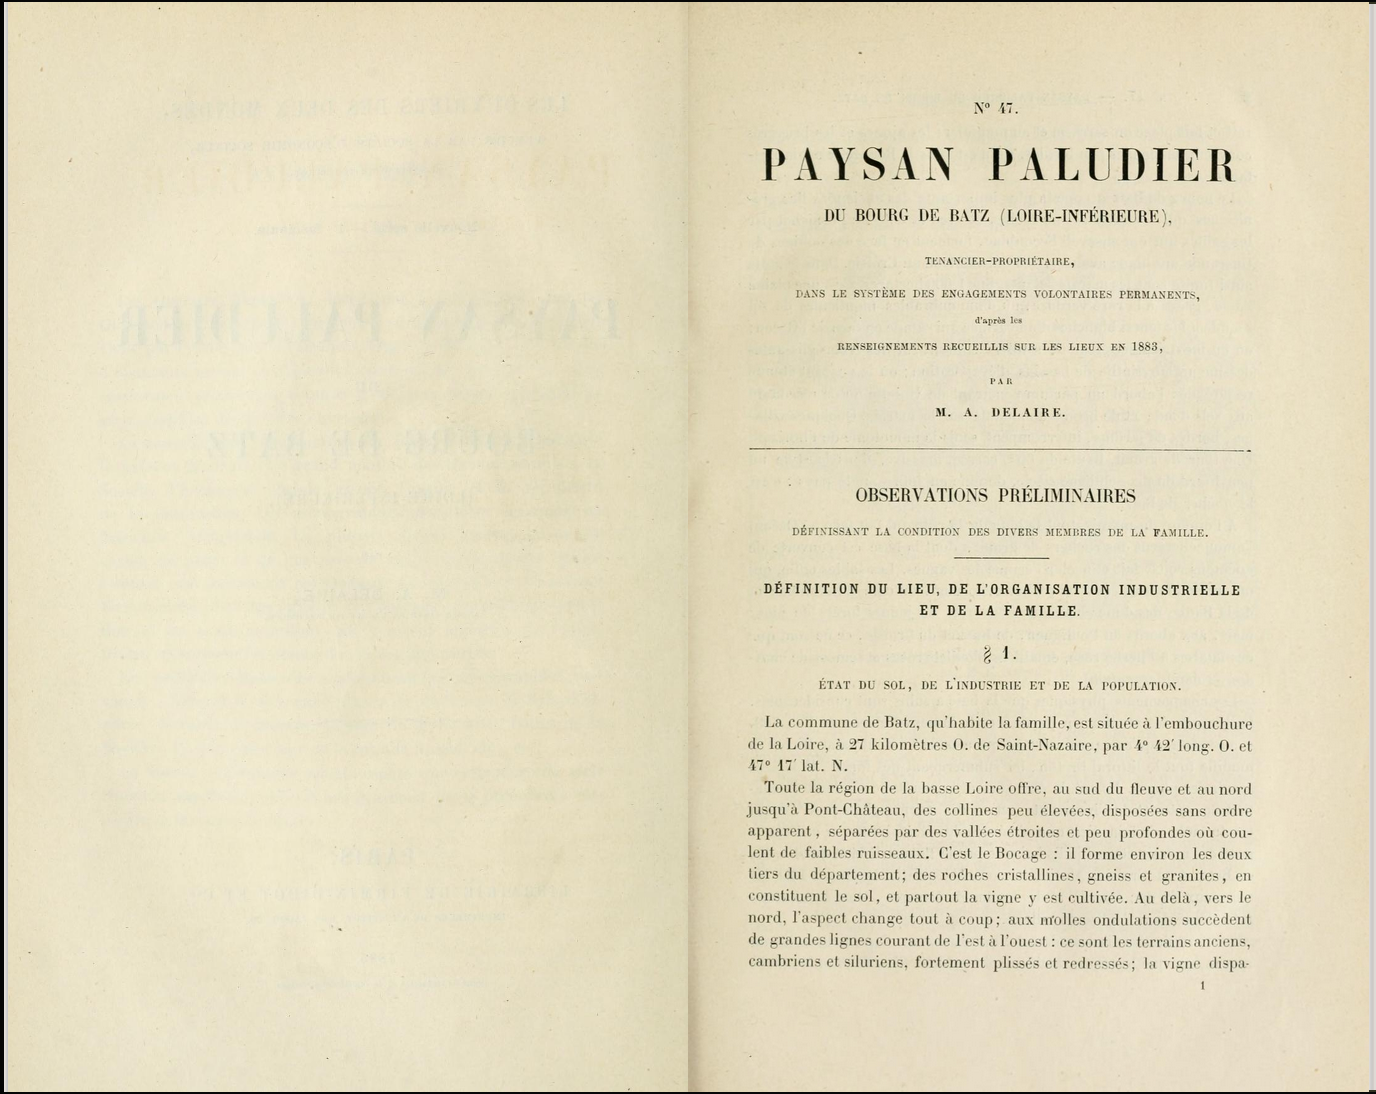 Nº 47.
PAYSAN PALUDIER
DU BOURG DE BATZ (LOIRE-INFÉRIEURE),
TENANCIER-PROPRIÉTAIRE,
DANS LE SYSTÈME DES ENGAGEMENTS VOLONTAIRES PERMANENTS,
d'après les
RENSEIGNEMENTS RECUEILLIS SUR LES LIEUX EN 1883,
PAR
M. A. DELAIRE.
OBSERVATIONS PRÉLIMINAIRES
DÉFINISSANT LA CONDITION DES DIVERS MEMBRES DE LA FAMILLE.
DÉFINITION DU LIEU, DE L'ORGANISATION INDUSTRIELLE
ET DE LA FAMILLE.
§ 1.
ÉTAT DU SOL, DE L'INDUSTRIE ET DE LA POPULATION.
La commune de Batz, qu'habite la famille, est située à l'embouchure
de la Loire, à 27 kilomètres O. de Saint-Nazaire, par 4° 42′ long. O. et
47° 17′ lat. N.
Toute la région de la basse Loire offre, au sud du fleuve et au nord
jusqu'à Pont-Château, des collines peu élevées, disposées sans ordre
apparent, séparées par des vallées étroites et peu profondes où cou-
lent de faibles ruisseaux. C'est le Bocage : il forme environ les deux
tiers du département; des roches cristallines, gneiss et granites, en
constituent le sol, et partout la vigne y est cultivée. Au delà, vers le
nord, l'aspect change tout à coup; aux molles ondulations succèdent
de grandes lignes courant de l'est à l'ouest : ce sont les terrains anciens,
cambriens et siluriens, fortement plissés et redressés; la vigne dispa-
1